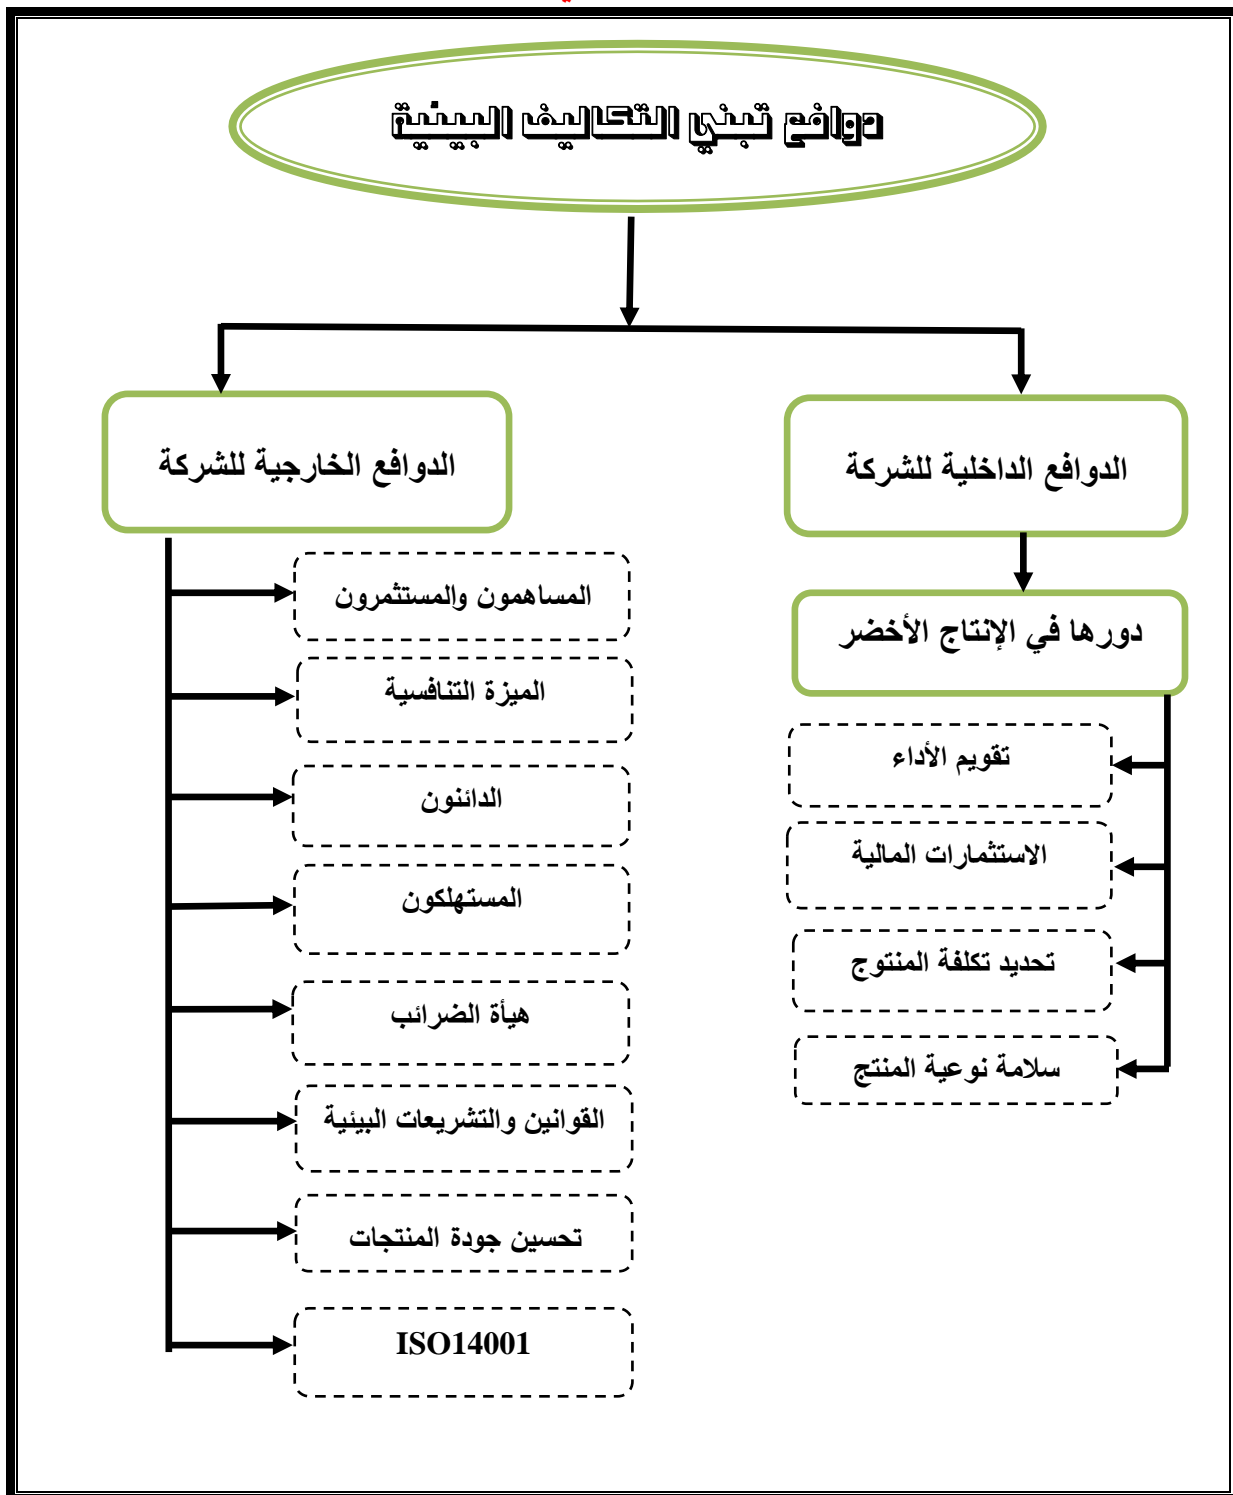 دوافع تبني التكاليف البيئية
الدوافع الداخلية للشركة
دورها في الإنتاج الأخضر
تقويم الأداء
الاستثمارات المالية
تحديد تكلفة المنتوج
سلامة نوعية المنتج
الدوافع الخارجية للشركة
المساهمون والمستثمرون
الميزة التنافسية
الدائنون
المستهلكون
هيأة الضرائب
القوانين والتشريعات البيئية
تحسين جودة المنتجات
ISO14001